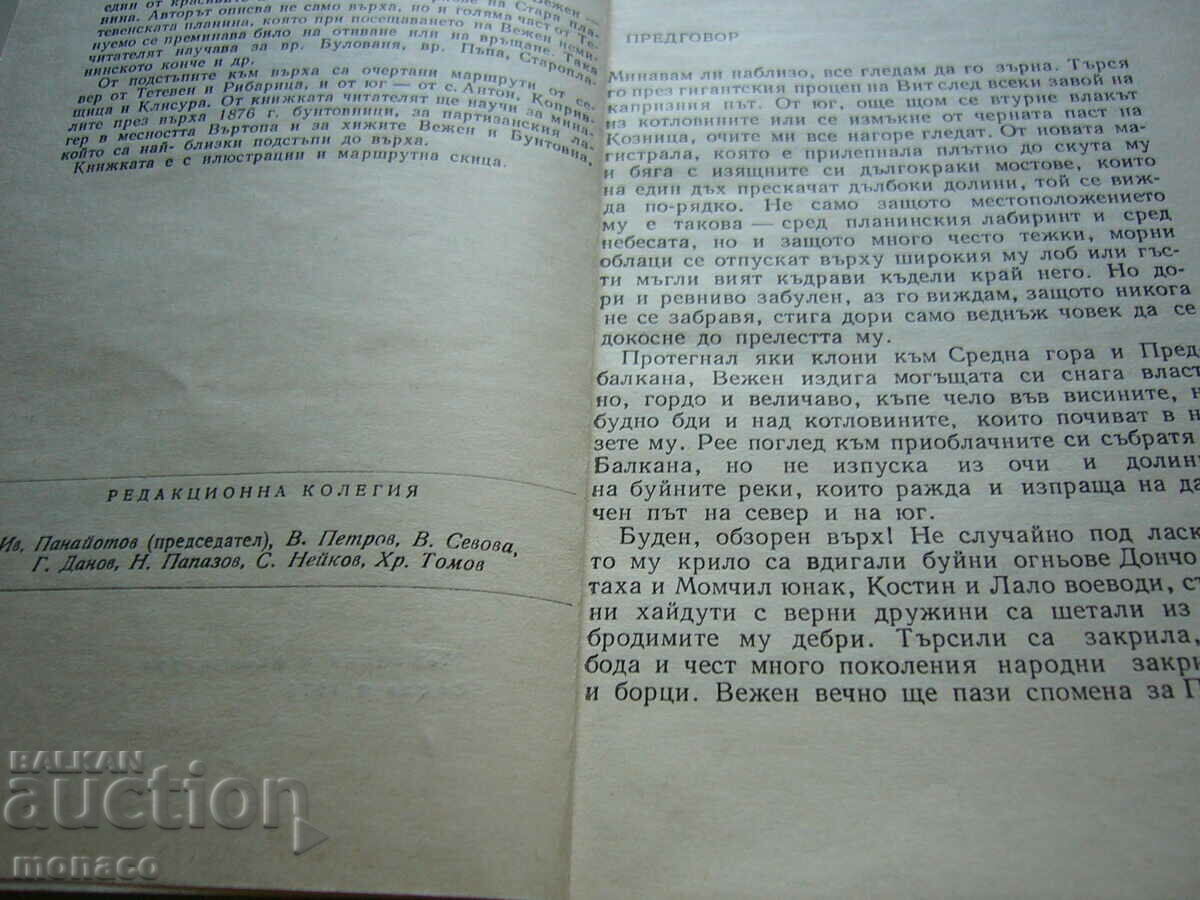 един от красивите
Вежен —
нина. Авторът описва не само върха, но и голяма част от Те-
тевенската планина, която при посещаването на Вежен неми-
нуемо се преминава било на отиване или на връщане. Така
читателят научава за вр. Булованя, вр. Пъпа, Старопла-
нинското конче и др.
От подстъпите към върха са очертани маршрути от се-
вер от Тетевен и Рибарица, и от юг — от с. Антон, Коприв-
щица и Клисура. От книжката читателят ще научи за мина-
лите през върха 1876 г. бунтовници, за партизанския ла-
гер в местността Въртопа и за хижите Вежен и Бунтовна,
който са най- близки подстъпи до върха.
Книжката е с илюстрации и маршрутна скица.
РЕДАКЦИОННА КОЛЕГИЯ
Ив. Панайотов (председател), В. Петров, В. Севова,
Г. Данов, Н. Папазов, С. Нейков, Хр. Томов
ПРЕДГОВОР
Минавам ли наблизо, все гледам да го зърна. Търся
го през гигантския процеп на Вит след всеки завой на
капризния път. От юг, още щом се втурне влакът
из котловините или се измъкне от черната паст на
Козница, очите ми все нагоре гледат. От новата ма-
гистрала, която е прилепнала плътно до скута му
и бяга с изящните си дългокраки мостове, които
на един дъх прескачат дълбоки долини, той се виж-
да по-рядко. Не само защото местоположението
му е такова — сред планинския лабиринт и сред
небесата, но и защото много често тежки, морни
облаци се отпускат върху широкия му лоб или гъс-
ти мъгли вият къдрави къдели край него. Но до-
ри и ревниво забулен, аз го виждам, защото никога
не се забравя, стига дори само веднъж човек да се
докосне до прелестта му.
Протегнал яки клони към Средна гора и Пред-
балкана, Вежен издига могъщата си снага власт-
но, гордо и величаво, къпе чело във висините, н
будно бди и над котловините, които почиват в н
зете му. Рее поглед към приоблачните си събратя
Балкана, но не изпуска из очи и долин
на буйните реки, които ражда и изпраща на да
чен път на север и на юг.
Буден, обзорен връх! Не случайно под ласк
то му крило са вдигали буйни огньове Дончо
таха и Момчил юнак, Костин и Лало воеводи, с
ни хайдути с верни дружини са шетали из
бродимите му дебри. Търсили са закрила,
бода и чест много поколения народни закри
и борци. Вежен вечно ще пази спомена за
BALKAN
auction
monaco